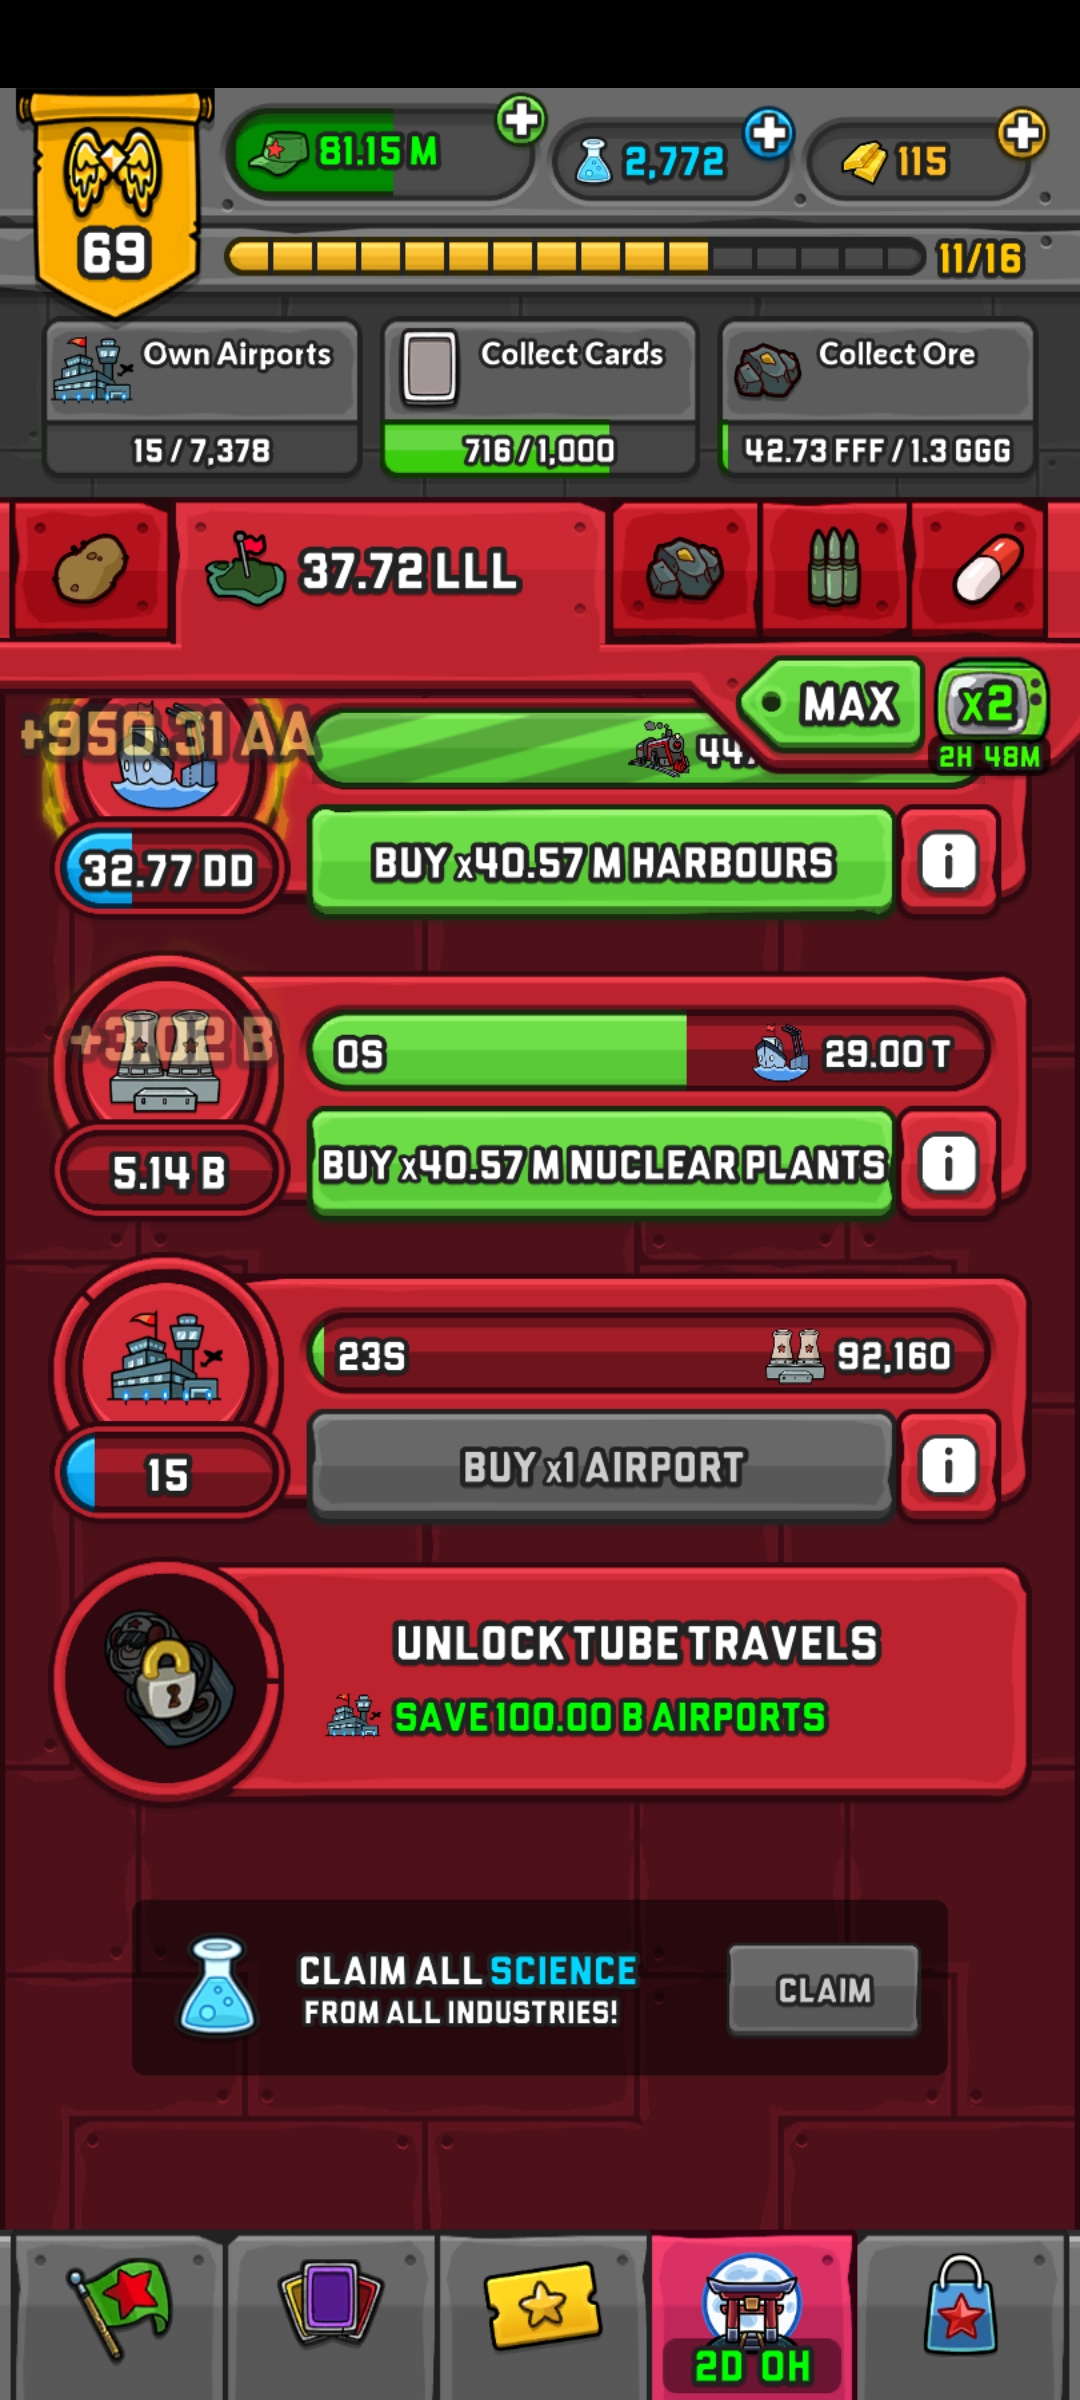 81.15 M
2,772
115
69
11/16
Own Airports
Collect Cards
Collect Ore
15 / 7,378
716 / 1,000
42.73 FFF / 1.3 GGG
37.72 LLL
MAX
x2
2H 48M
+950.31 AA
44.
32.77 DD
BUY x40.57 M HARBOURS
i
+3.02 B
0S
29.00 T
5.14 B
BUY x40.57 M NUCLEAR PLANTS
i
23S
92,160
15
BUY x1 AIRPORT
i
UNLOCK TUBE TRAVELS
SAVE 100.00 B AIRPORTS
CLAIM ALL SCIENCE
FROM ALL INDUSTRIES!
CLAIM
2D 0H